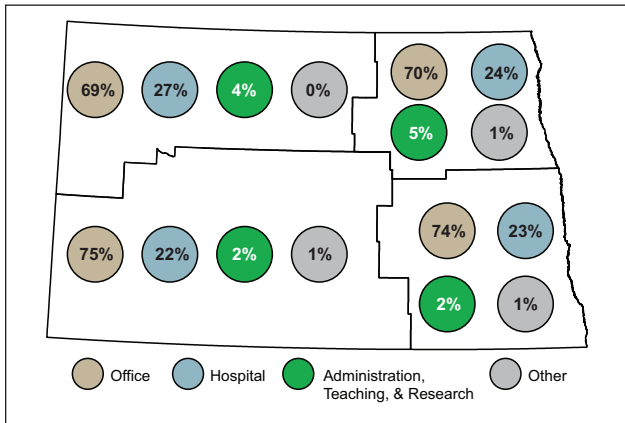 69% 27% 4% 0%
70% 24%
5% 1%
75% 22% 2% 1%
74% 23%
2% 1%
Office
Hospital
Administration,
Teaching, & Research
Other